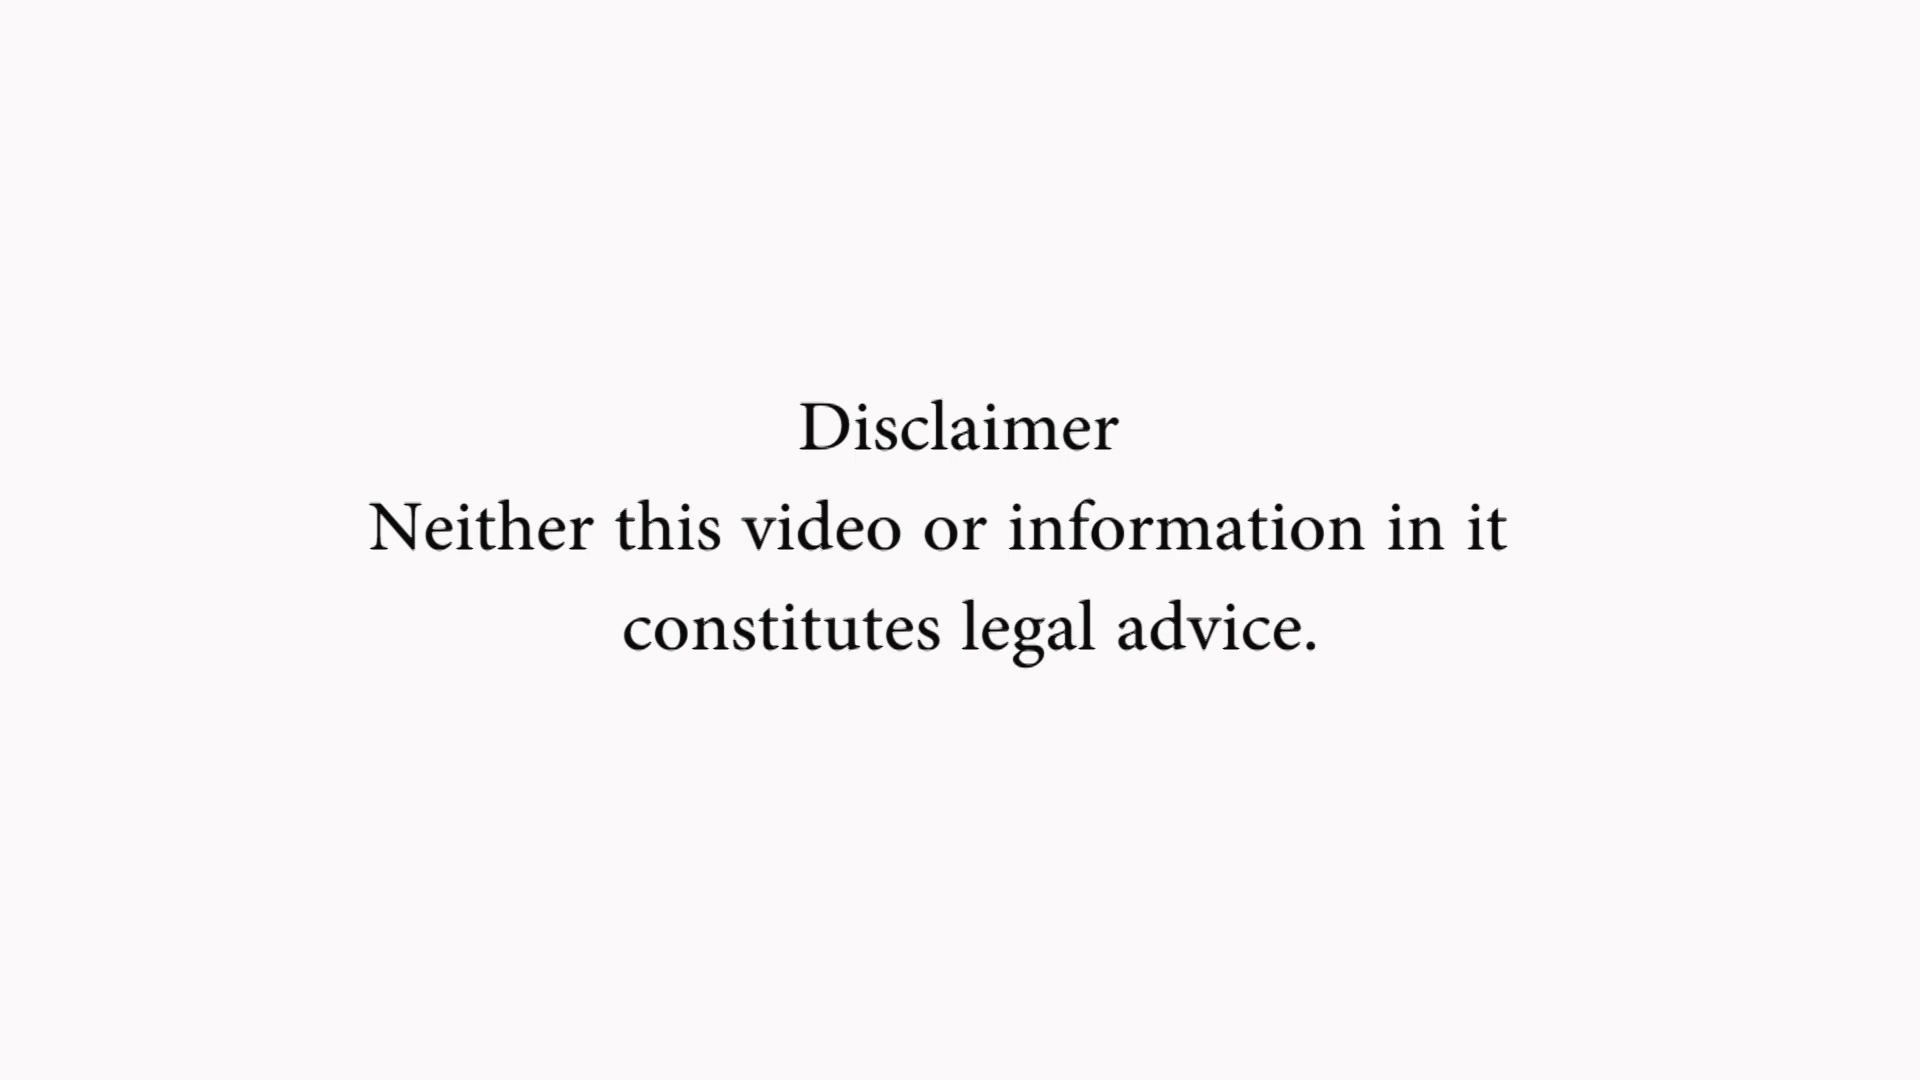 Disclaimer
Neither this video or information in it
constitutes legal advice.